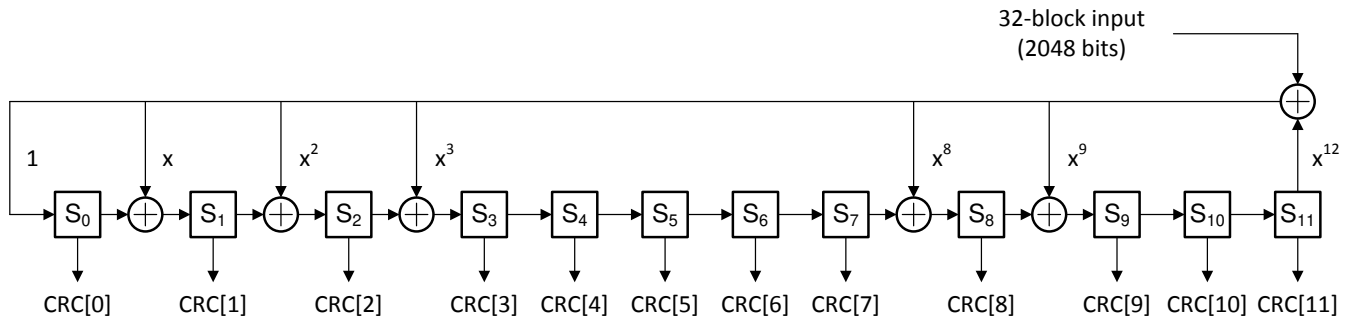 32-block input
(2048 bits)
1 x x² x³ x⁸ x⁹ x¹²
S₀ S₁ S₂ S₃ S₄ S₅ S₆ S₇ S₈ S₉ S₁₀ S₁₁
CRC[0] CRC[1] CRC[2] CRC[3] CRC[4] CRC[5] CRC[6] CRC[7] CRC[8] CRC[9] CRC[10] CRC[11]